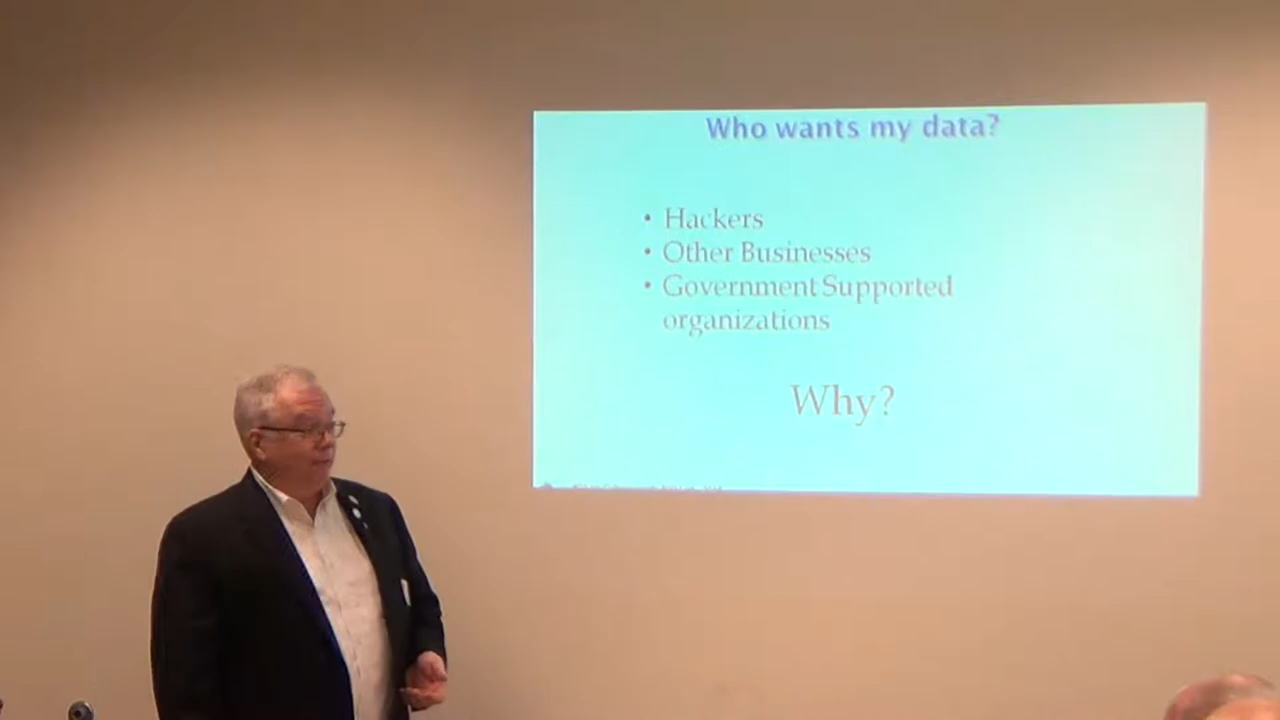 Who wants my data?
• Hackers
• Other Businesses
• Government Supported
organizations
Why?